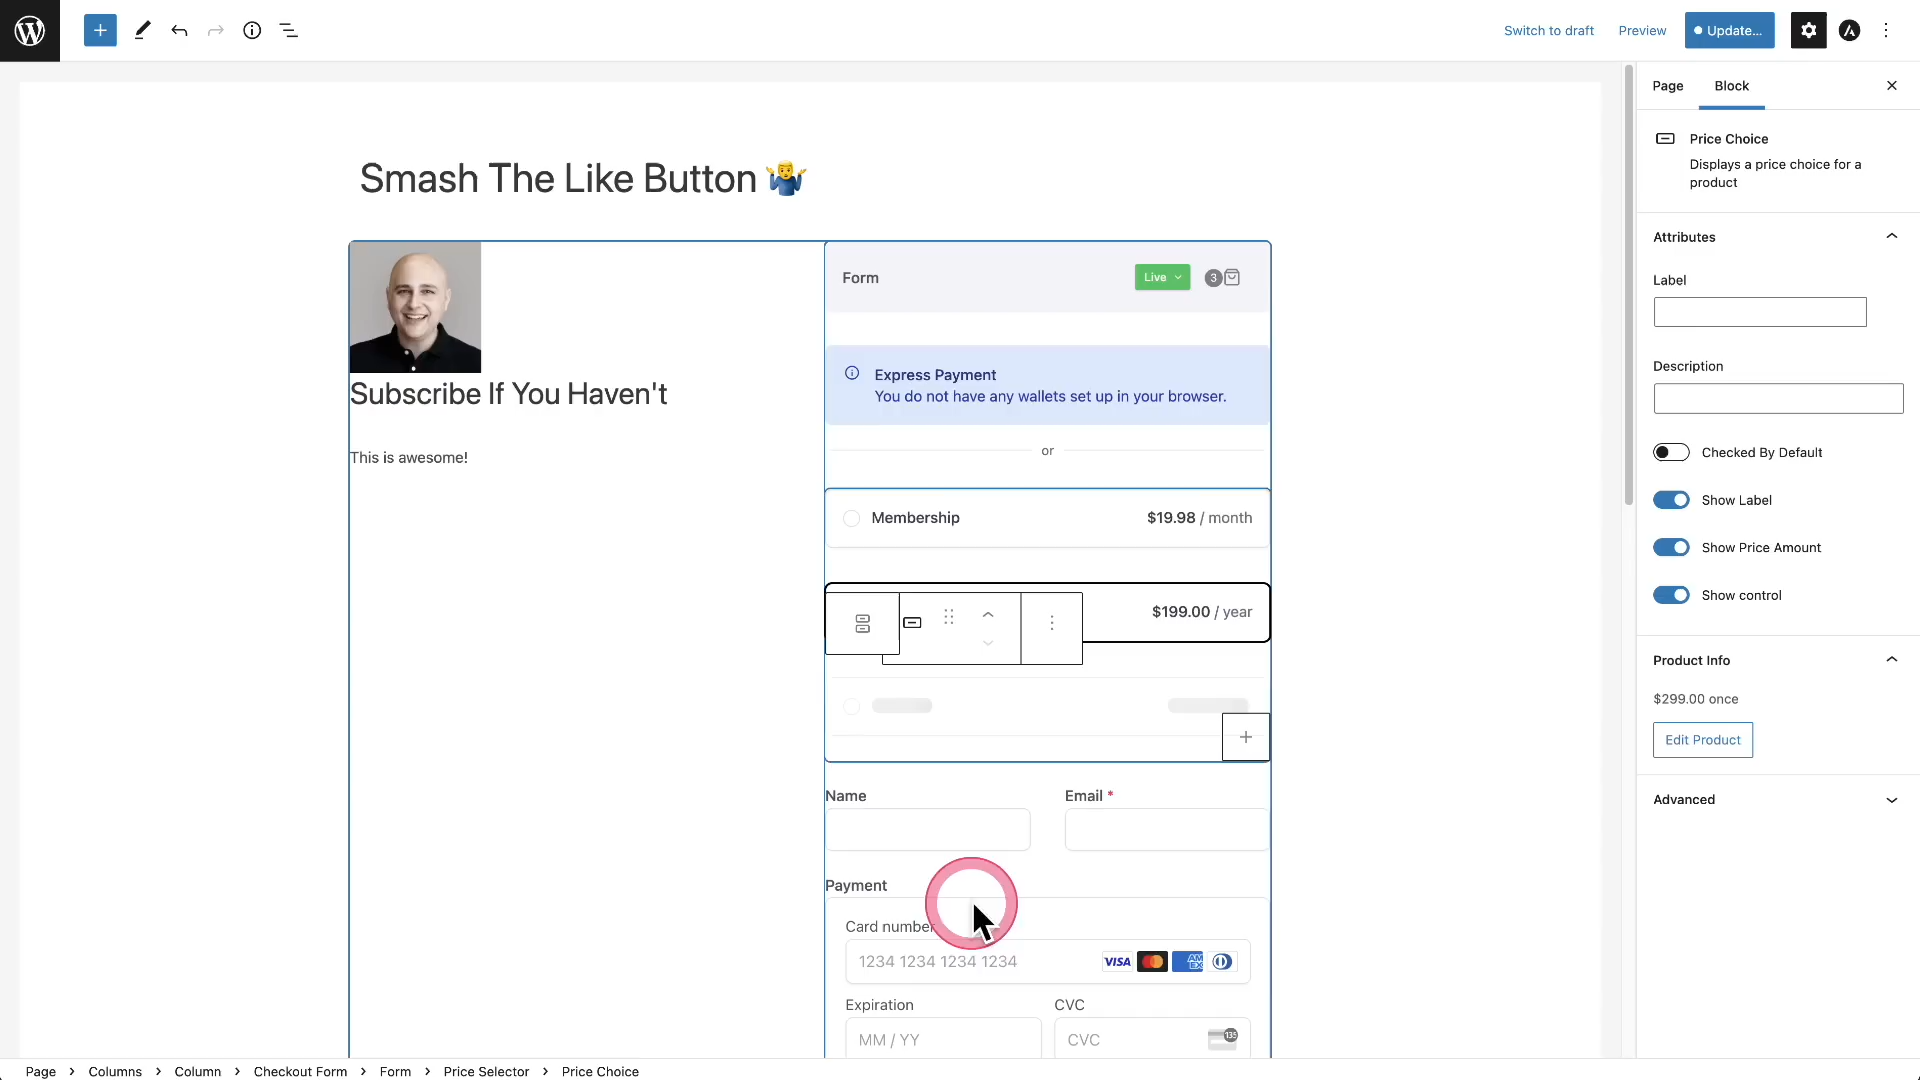 Switch to draft
Preview
Update...
Page
Block
Price Choice
Displays a price choice for a
product
Attributes
Label
Description
Checked By Default
Show Label
Show Price Amount
Show control
Product Info
$299.00 once
Edit Product
Advanced
Smash The Like Button 🤷‍♂️
Subscribe If You Haven't
This is awesome!
Form
Live
3
Express Payment
You do not have any wallets set up in your browser.
or
Membership
$19.98 / month
$199.00 / year
Name
Email *
Payment
Card number
1234 1234 1234 1234
VISA
AM
EX
Expiration
CVC
MM / YY
CVC
135
Page > Columns > Column > Checkout Form > Form > Price Selector > Price Choice